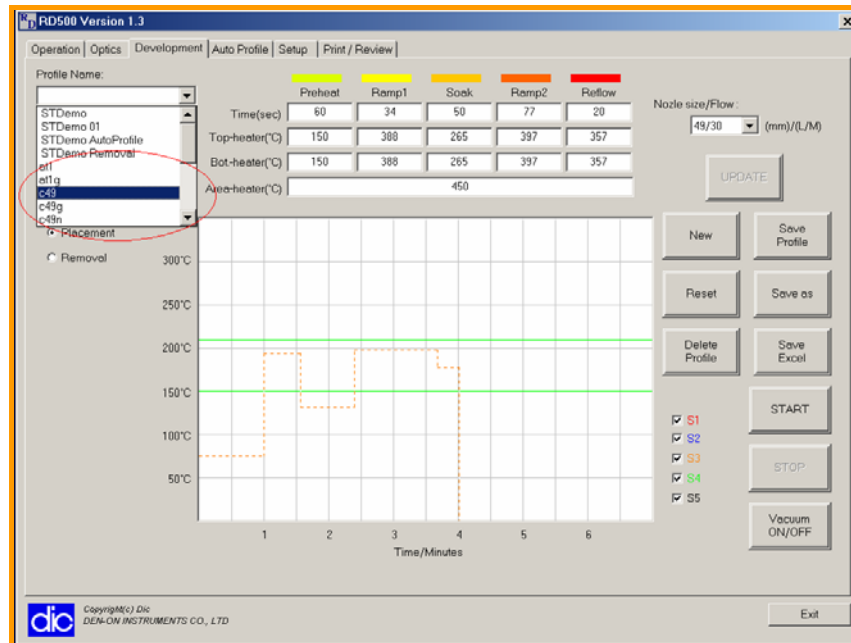 RD500 Version 1.3
Operation Optics Development Auto Profile Setup Print / Review
Profile Name:
STDemo
STDemo 01
STDemo AutoProfile
STDemo Removal
at1
at1g
c49
c49g
c49n
Placement
Removal
Preheat Ramp1 Soak Ramp2 Reflow
Time(sec) 60 34 50 77 20
Top-heater(°C) 150 388 265 397 357
Bot.-heater(°C) 150 388 265 397 357
Area-heater(°C) 450
Nozle size/Flow :
49/30 (mm)/(L/M)
UPDATE
New Save Profile
Reset Save as
Delete Profile Save Excel
START
STOP
Vacuum ON/OFF
S1
S2
S3
S4
S5
300°C
250°C
200°C
150°C
100°C
50°C
1 2 3 4 5 6
Time/Minutes
dic
Copyright(c) Dic
DEN-ON INSTRUMENTS CO., LTD
Exit